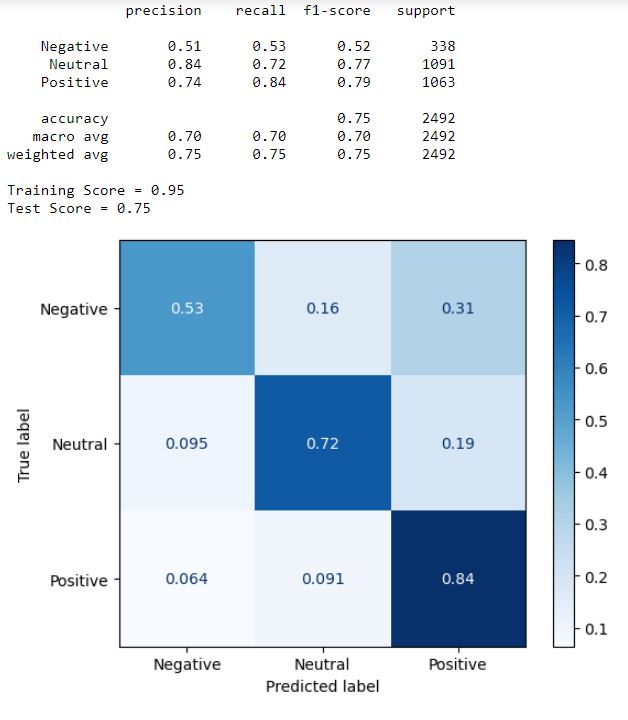 precision recall f1-score support
Negative 0.51 0.53 0.52 338
Neutral 0.84 0.72 0.77 1091
Positive 0.74 0.84 0.79 1063
accuracy 0.75 2492
macro avg 0.70 0.70 0.70 2492
weighted avg 0.75 0.75 0.75 2492
Training Score = 0.95
Test Score = 0.75
Negative 0.53 0.16 0.31
Neutral 0.095 0.72 0.19
Positive 0.064 0.091 0.84
True label
Negative Neutral Positive
Predicted label
0.8
0.7
0.6
0.5
0.4
0.3
0.2
0.1